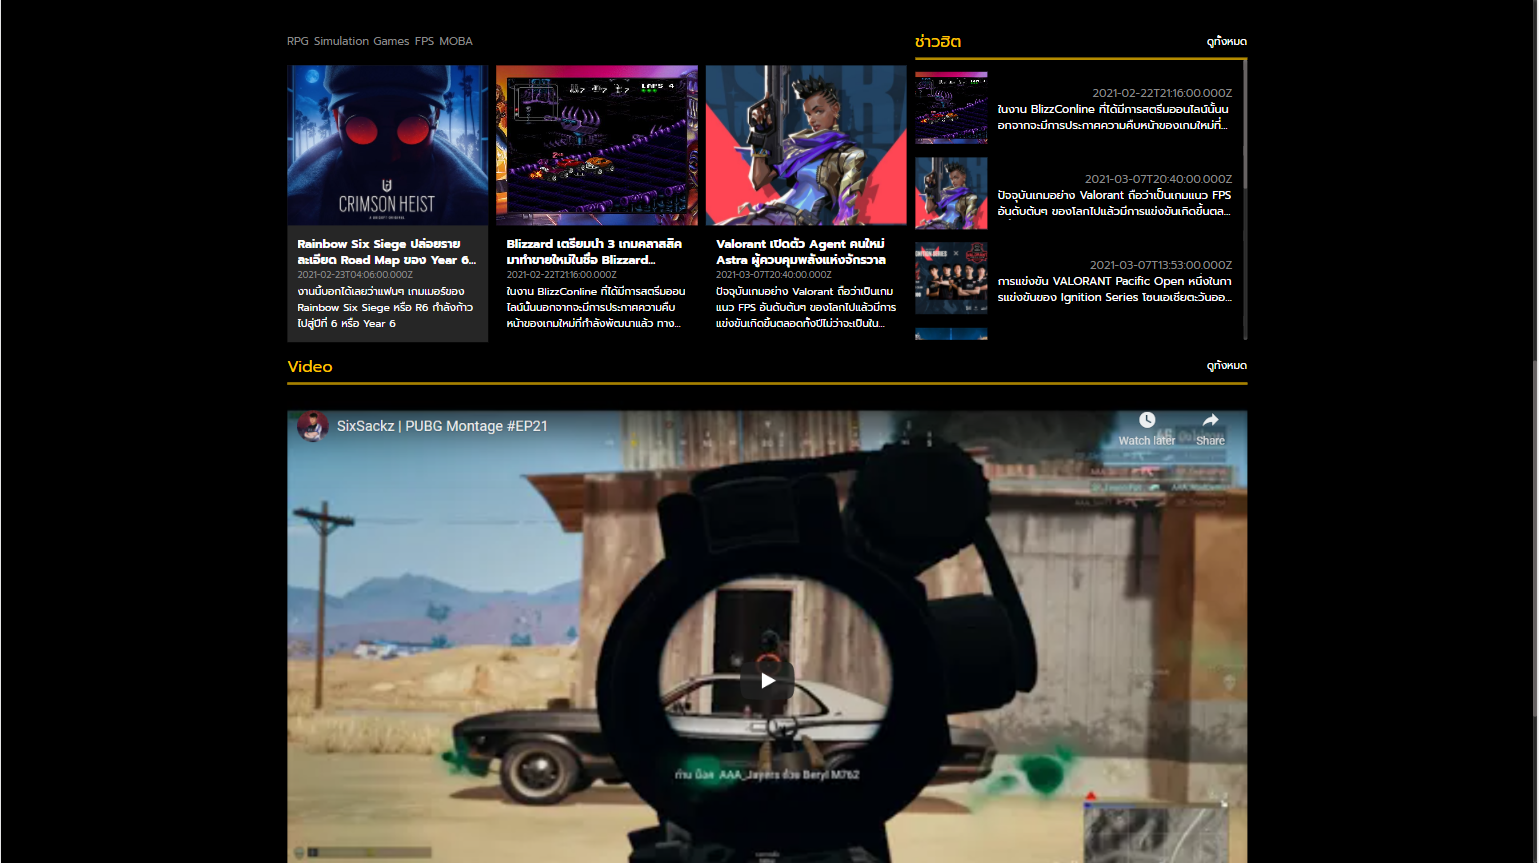 RPG Simulation Games FPS MOBA
ข่าวฮิต
ดูทั้งหมด
CRIMSON HEIST
LAPS 4
Rainbow Six Siege ปล่อยราย
ละเอียด Road Map ของ Year 6...
2021-02-23T04:06:00.000Z
งานนี้บอกได้เลยว่าแฟนๆ เกมเมอร์ของ
Rainbow Six Siege หรือ R6 กำลังก้าว
ไปสู่ปีที่ 6 หรือ Year 6
Blizzard เตรียมนำ 3 เกมคลาสสิค
มาทำขายใหม่ในชื่อ Blizzard...
2021-02-22T21:16:00.000Z
ในงาน BlizzConline ที่ได้มีการสตรีมออน
ไลน์นั้นนอกจากจะมีการประกาศความคืบ
หน้าของเกมใหม่ที่กำลังพัฒนาแล้ว ทาง...
Valorant เปิดตัว Agent คนใหม่
Astra ผู้ควบคุมพลังแห่งจักรวาล
2021-03-07T20:40:00.000Z
ปัจจุบันเกมอย่าง Valorant ถือว่าเป็นเกม
แนว FPS อันดับต้นๆ ของโลกไปแล้วมีการ
แข่งขันเกิดขึ้นตลอดทั้งปีไม่ว่าจะเป็นใน...
2021-02-22T21:16:00.000Z
ในงาน BlizzConline ที่ได้มีการสตรีมออนไลน์นั้นน
อกจากจะมีการประกาศความคืบหน้าของเกมใหม่ที่...
2021-03-07T20:40:00.000Z
ปัจจุบันเกมอย่าง Valorant ถือว่าเป็นเกมแนว FPS
อันดับต้นๆ ของโลกไปแล้วมีการแข่งขันเกิดขึ้นตล...
2021-03-07T13:53:00.000Z
การแข่งขัน VALORANT Pacific Open หนึ่งในกา
รแข่งขันของ Ignition Series โซนเอเชียตะวันออ...
Video
ดูทั้งหมด
SixSackz | PUBG Montage #EP21
Watch later
Share
ท่าน น็อค AAA_Jayers ด้วย Beryl M762